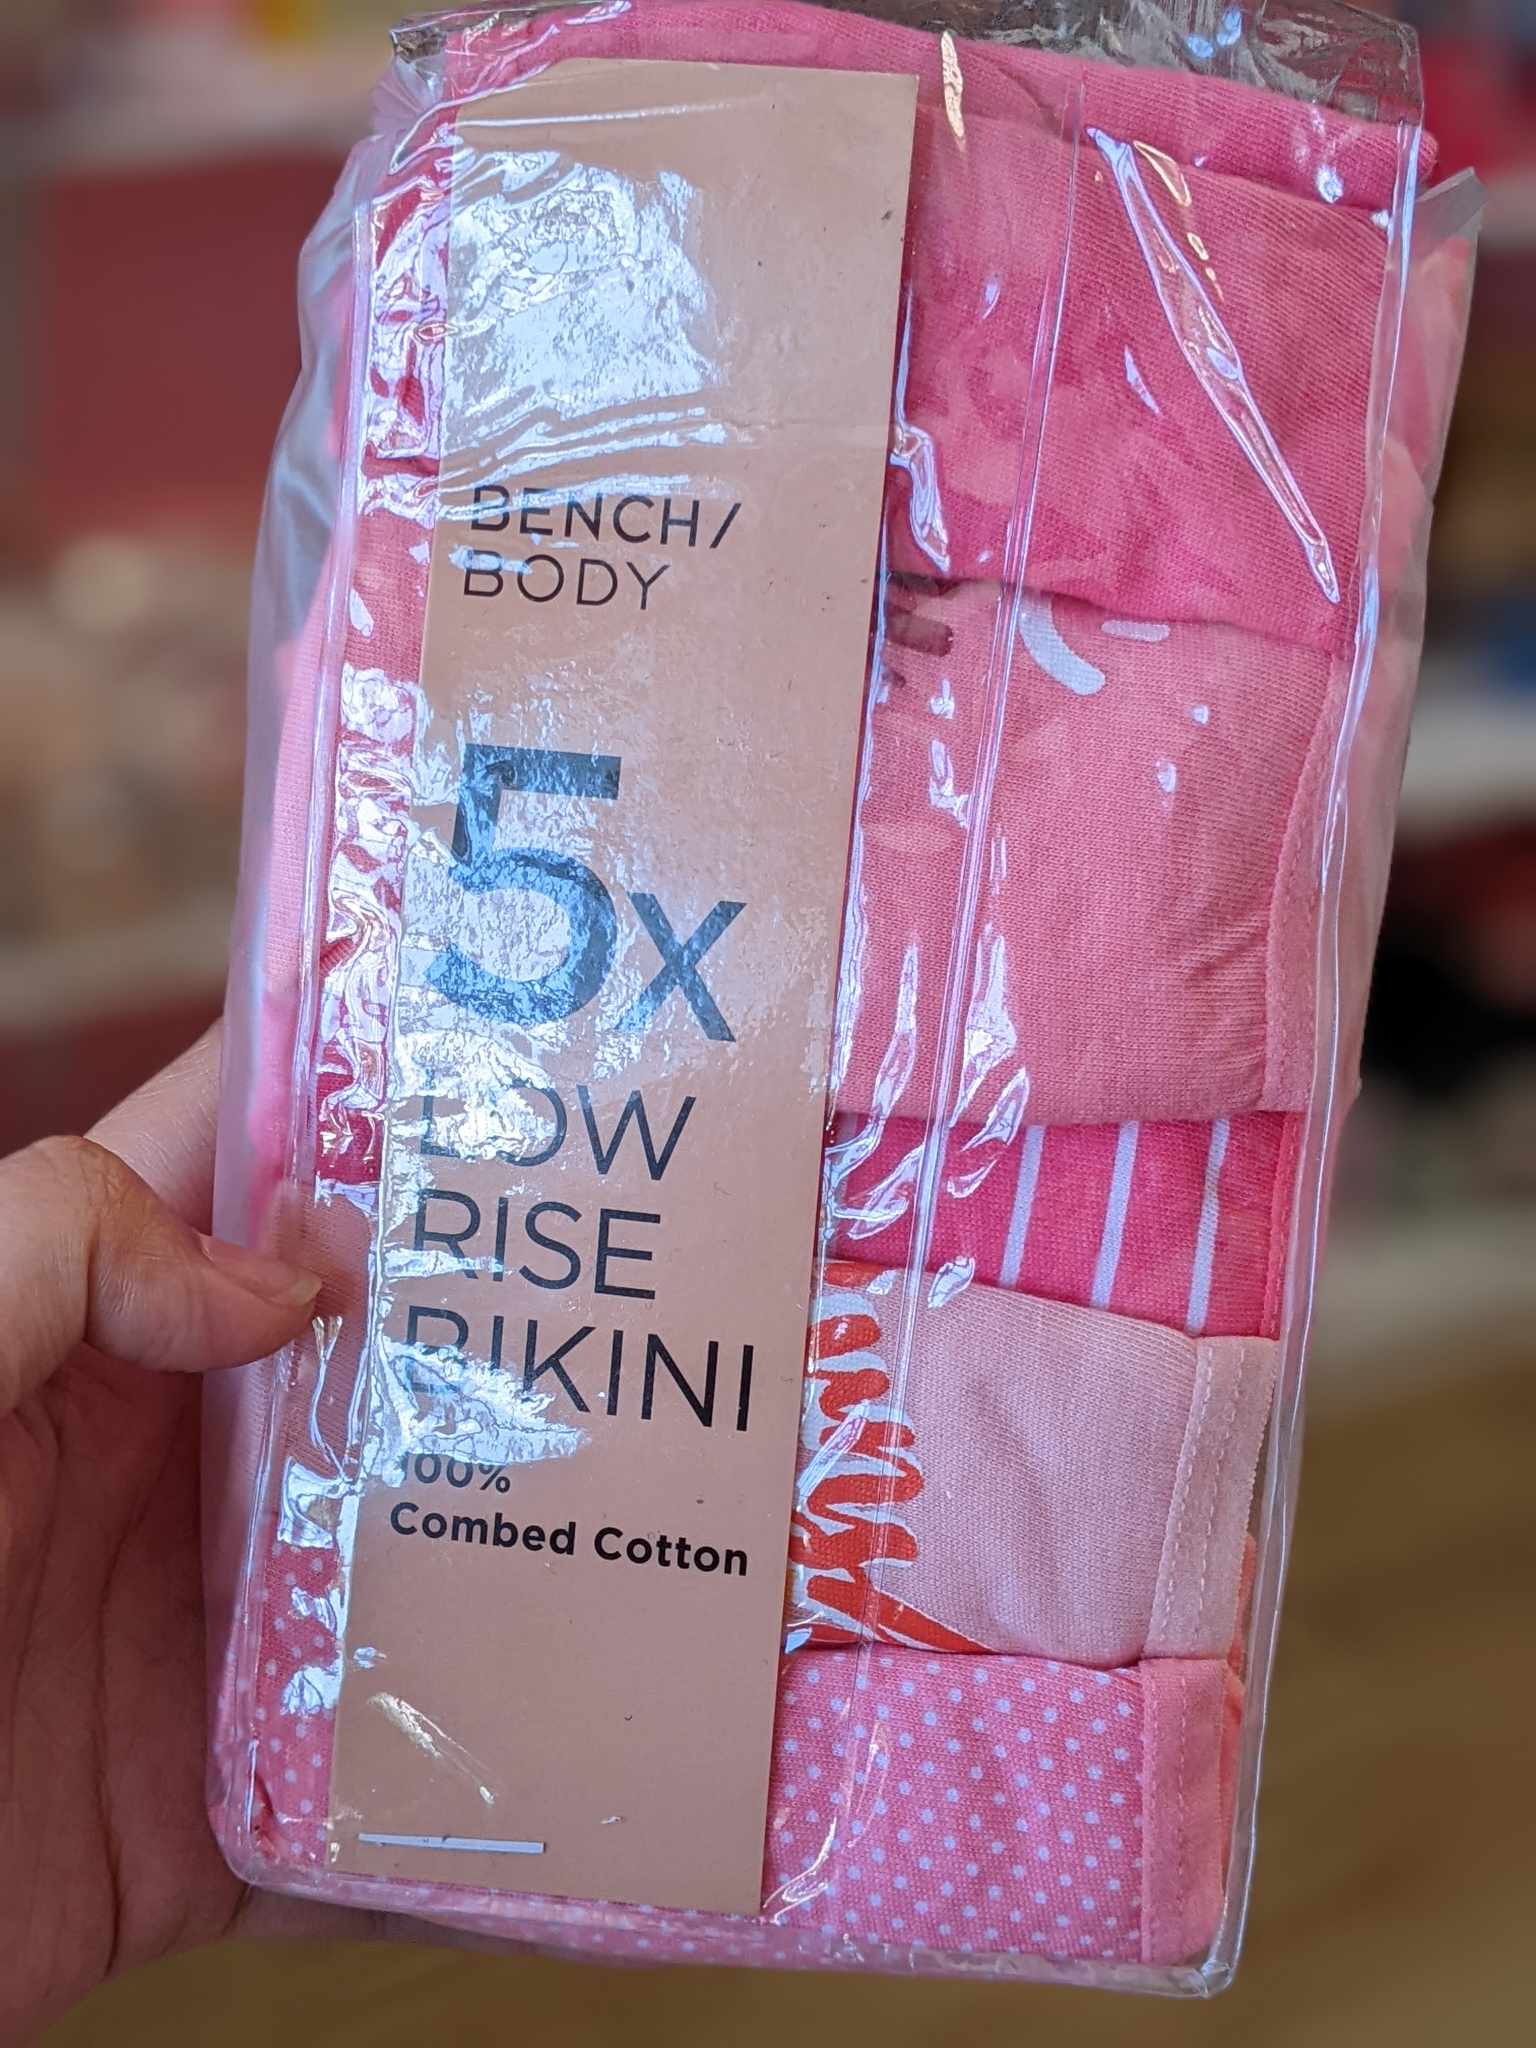 BENCH/
BODY
5x
LOW
RISE
BIKINI
100%
Combed Cotton